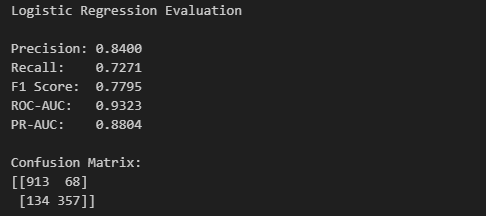 Logistic Regression Evaluation
Precision: 0.8400
Recall: 0.7271
F1 Score: 0.7795
ROC-AUC: 0.9323
PR-AUC: 0.8804
Confusion Matrix:
[[913 68]
[134 357]]